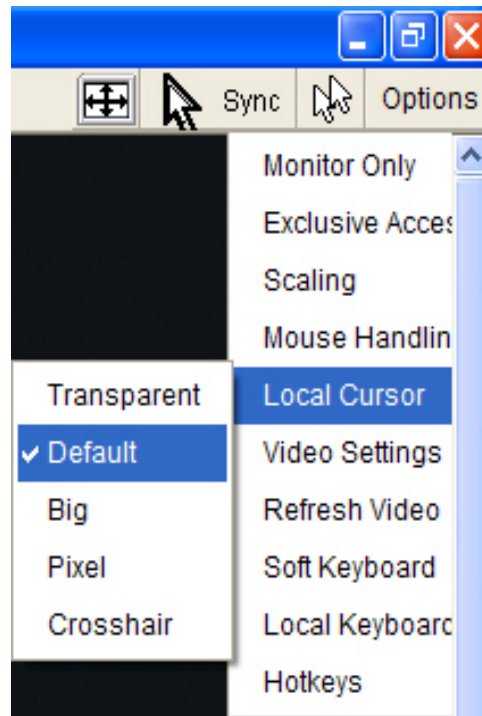 Sync Options
Monitor Only
Exclusive Acces
Scaling
Mouse Handlin
Local Cursor
Video Settings
Refresh Video
Soft Keyboard
Local Keyboard
Hotkeys
Transparent
Default
Big
Pixel
Crosshair